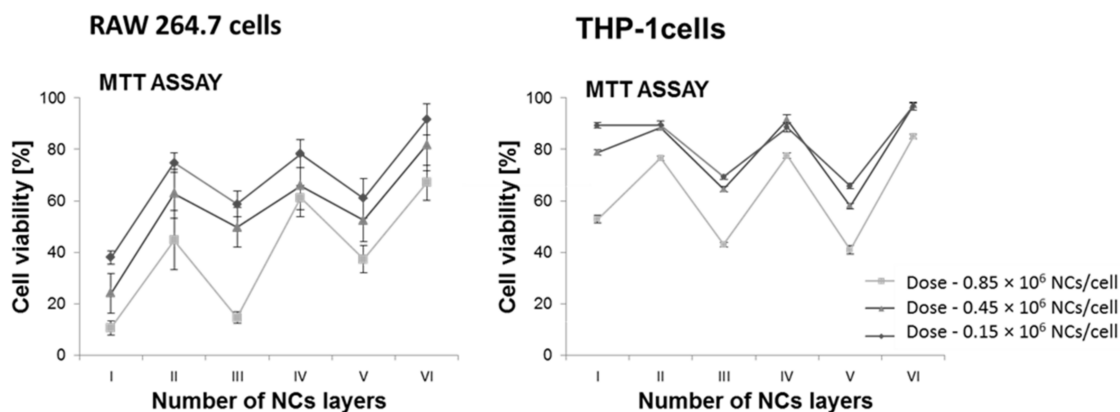 RAW 264.7 cells
MTT ASSAY
Cell viability [%]
100
80
60
40
20
0
I II III IV V VI
Number of NCs layers
THP-1cells
MTT ASSAY
Cell viability [%]
100
80
60
40
20
0
I II III IV V VI
Number of NCs layers
Dose - 0.85 × 10⁶ NCs/cell
Dose - 0.45 × 10⁶ NCs/cell
Dose - 0.15 × 10⁶ NCs/cell